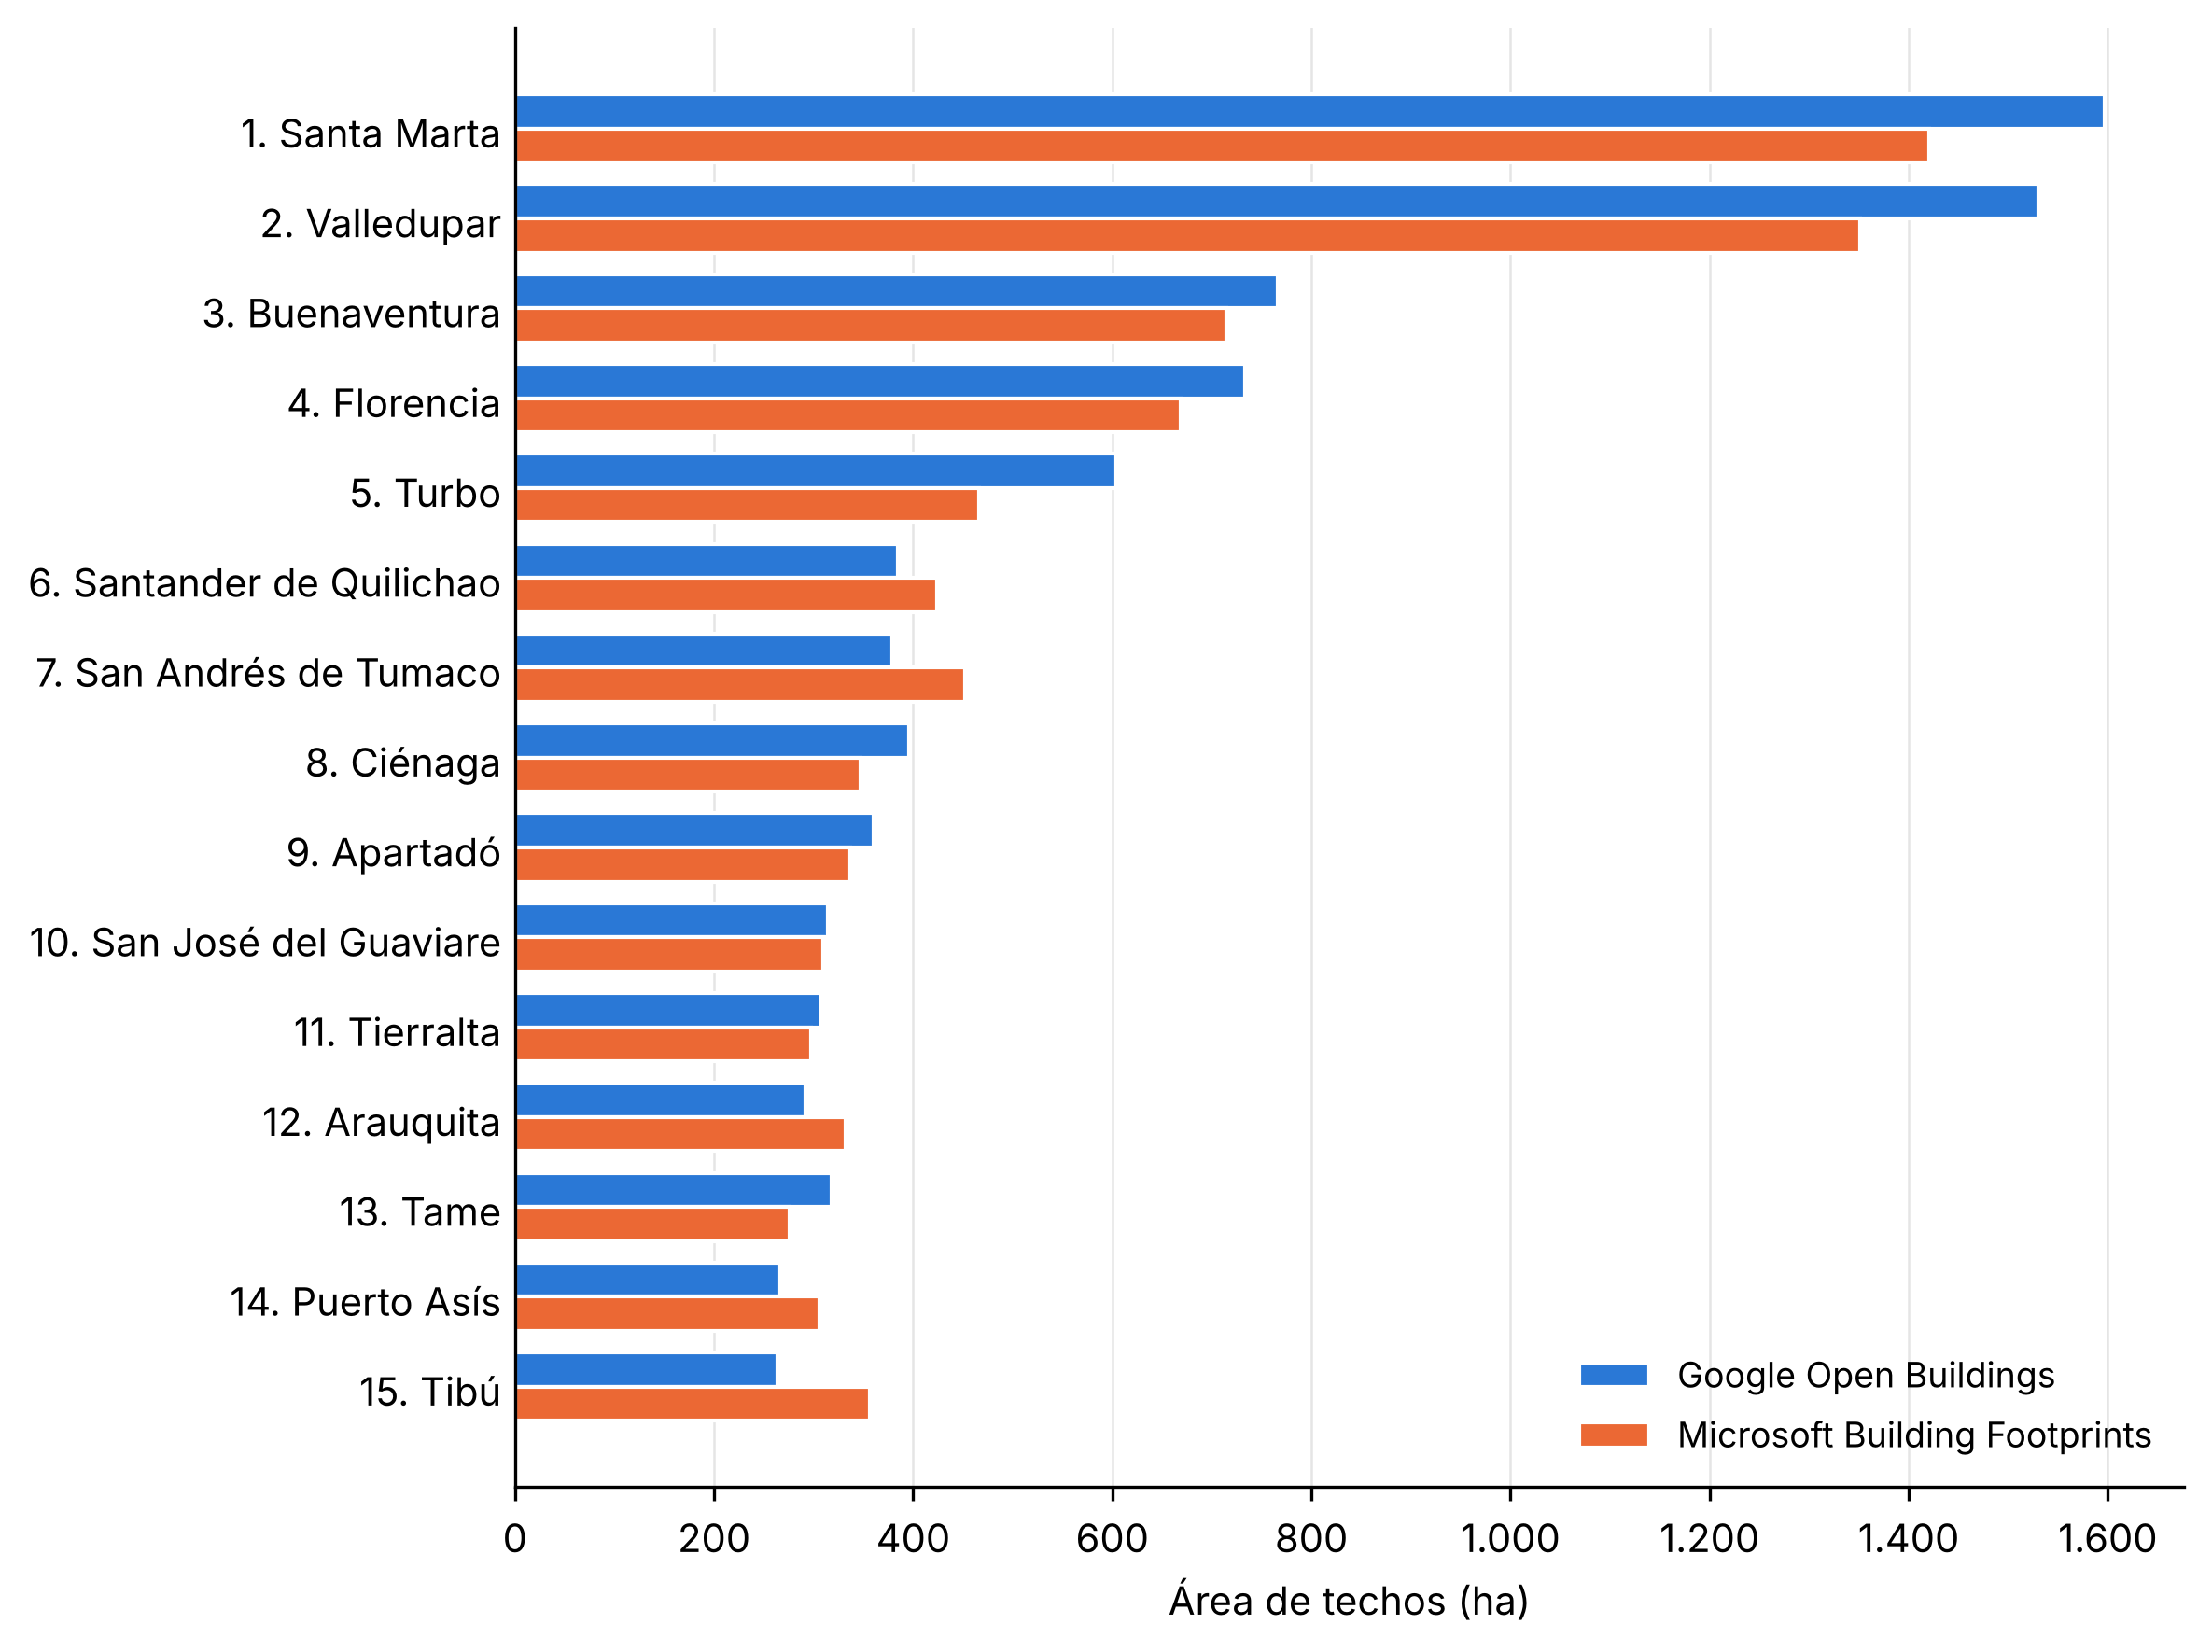 1. Santa Marta
2. Valledupar
3. Buenaventura
4. Florencia
5. Turbo
6. Santander de Quilichao
7. San Andrés de Tumaco
8. Ciénaga
9. Apartadó
10. San José del Guaviare
11. Tierralta
12. Arauquita
13. Tame
14. Puerto Asís
15. Tibú
Google Open Buildings
Microsoft Building Footprints
0 200 400 600 800 1.000 1.200 1.400 1.600
Área de techos (ha)